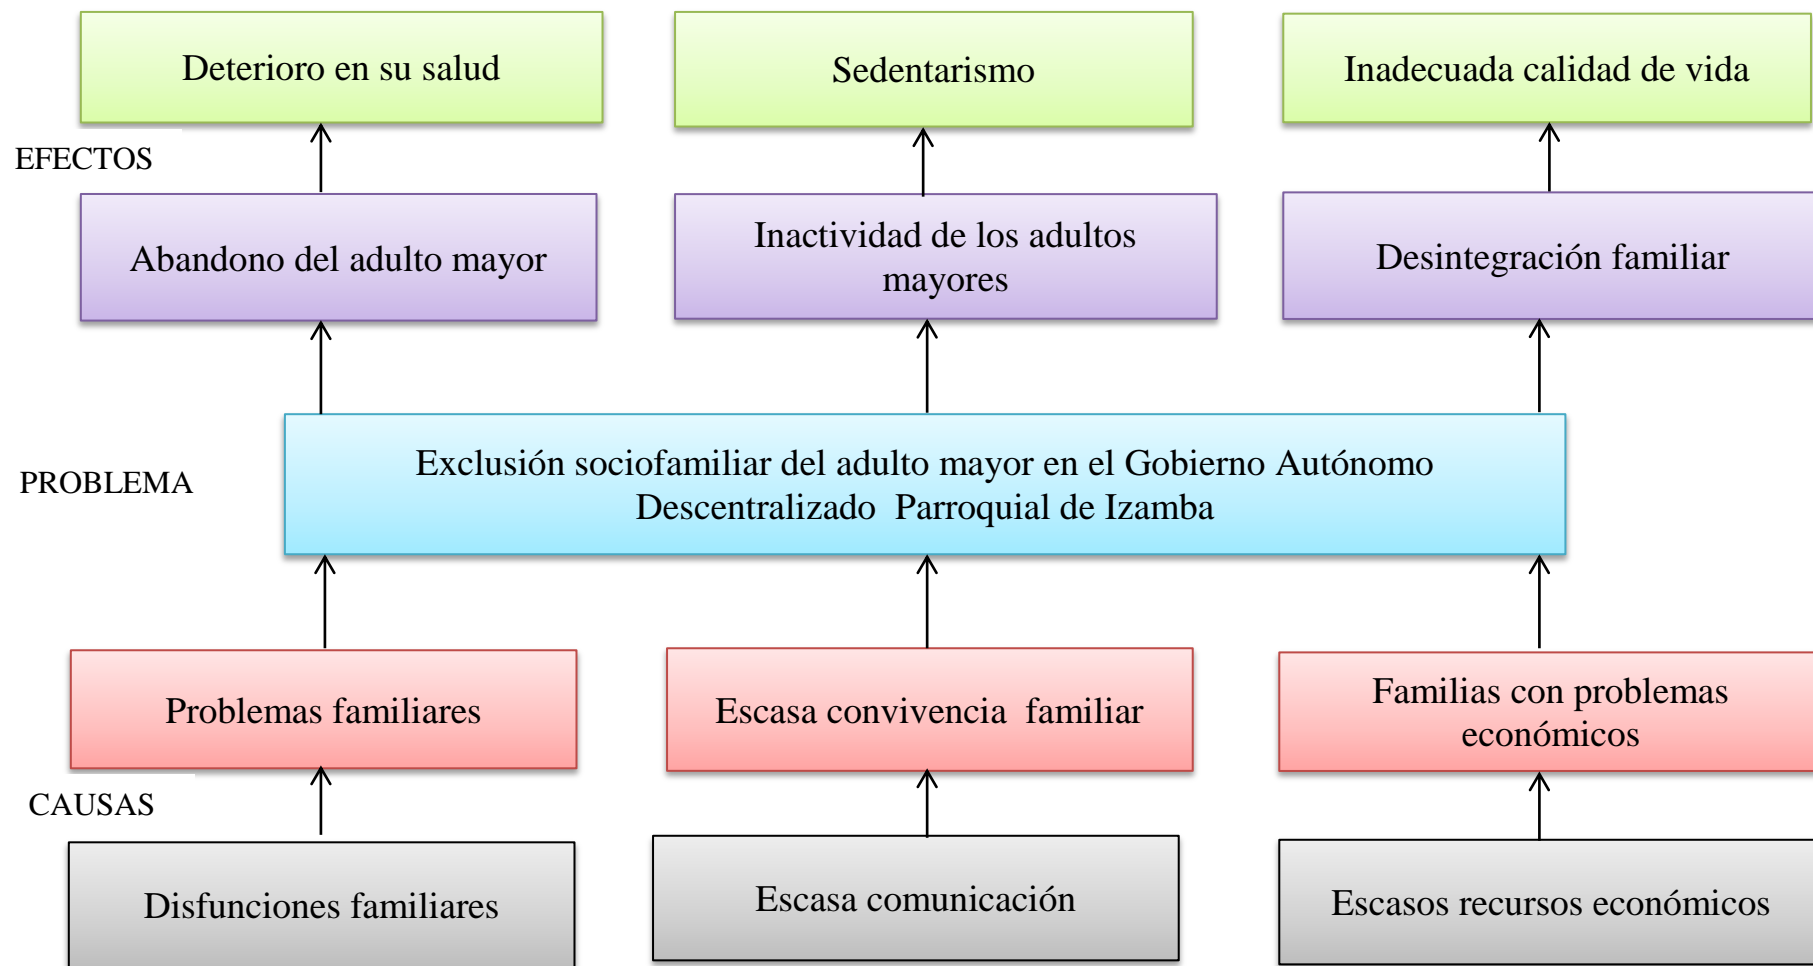 Deterioro en su salud
Sedentarismo
Inadecuada calidad de vida
EFECTOS
Abandono del adulto mayor
Inactividad de los adultos
mayores
Desintegración familiar
PROBLEMA
Exclusión sociofamiliar del adulto mayor en el Gobierno Autónomo
Descentralizado  Parroquial de Izamba
Problemas familiares
Escasa convivencia  familiar
Familias con problemas
económicos
CAUSAS
Disfunciones familiares
Escasa comunicación
Escasos recursos económicos